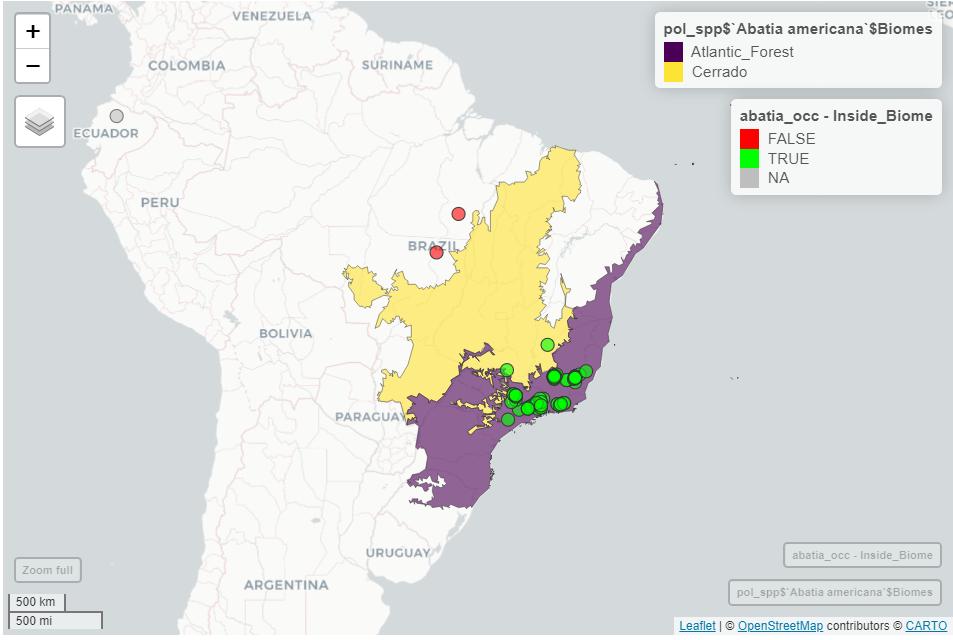 PANAMA
VENEZUELA
COLOMBIA
SURINAME
ECUADOR
PERU
BRAZIL
BOLIVIA
PARAGUAY
URUGUAY
ARGENTINA
+
−
pol_spp$`Abatia americana`$Biomes
Atlantic_Forest
Cerrado
abatia_occ - Inside_Biome
FALSE
TRUE
NA
Zoom full
500 km
500 mi
abatia_occ - Inside_Biome
pol_spp$`Abatia americana`$Biomes
Leaflet | © OpenStreetMap contributors © CARTO